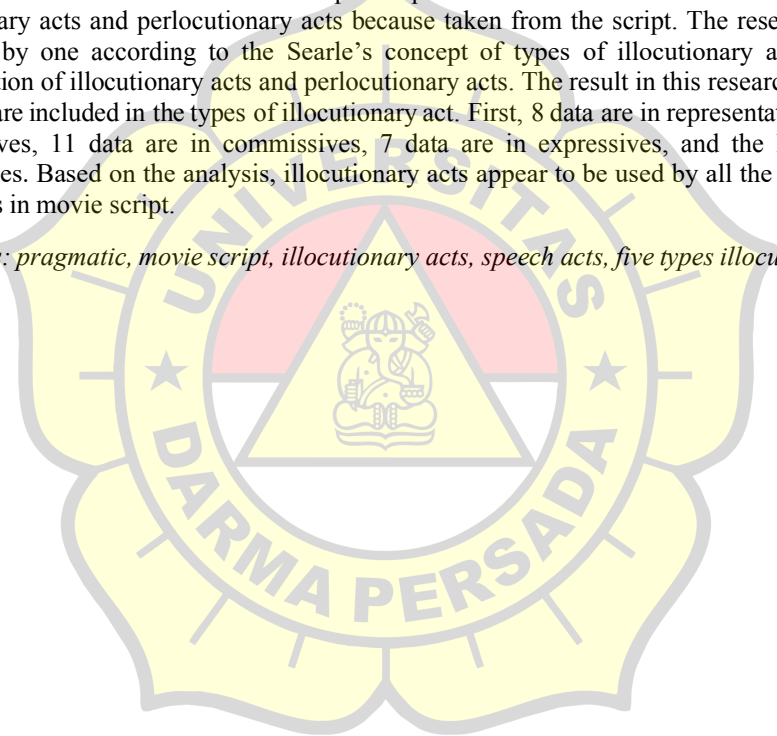 ary acts and perlocutionary acts because taken from the script. The rese
by one according to the Searle's concept of types of illocutionary a
tion of illocutionary acts and perlocutionary acts. The result in this researc
are included in the types of illocutionary act. First, 8 data are in representa
ves, 11 data are in commissives, 7 data are in expressives, and the
es. Based on the analysis, illocutionary acts appear to be used by all the
s in movie script.
: pragmatic, movie script, illocutionary acts, speech acts, five types illocu
UNIVERSITAS
DARMA PERSADA